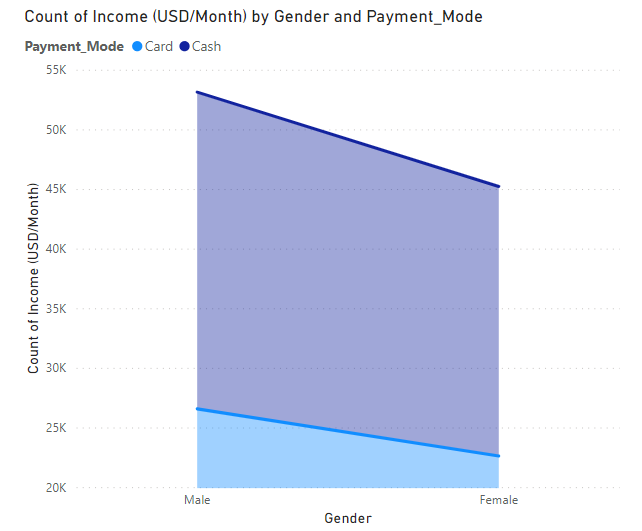 Count of Income (USD/Month) by Gender and Payment_Mode
Payment_Mode Card Cash
55K
50K
45K
40K
35K
30K
25K
20K
Count of Income (USD/Month)
Male Female
Gender